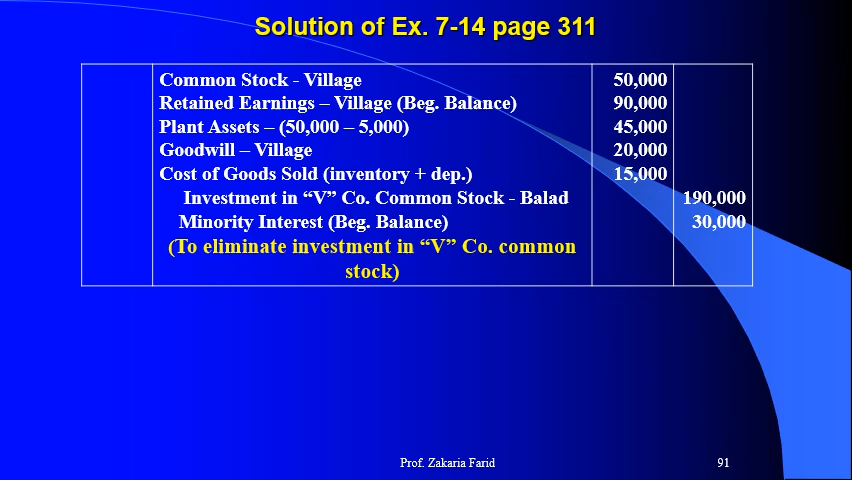 Solution of Ex. 7-14 page 311
Common Stock - Village 50,000
Retained Earnings – Village (Beg. Balance) 90,000
Plant Assets – (50,000 – 5,000) 45,000
Goodwill – Village 20,000
Cost of Goods Sold (inventory + dep.) 15,000
Investment in “V” Co. Common Stock - Balad 190,000
Minority Interest (Beg. Balance) 30,000
(To eliminate investment in “V” Co. common
stock)
Prof. Zakaria Farid 91